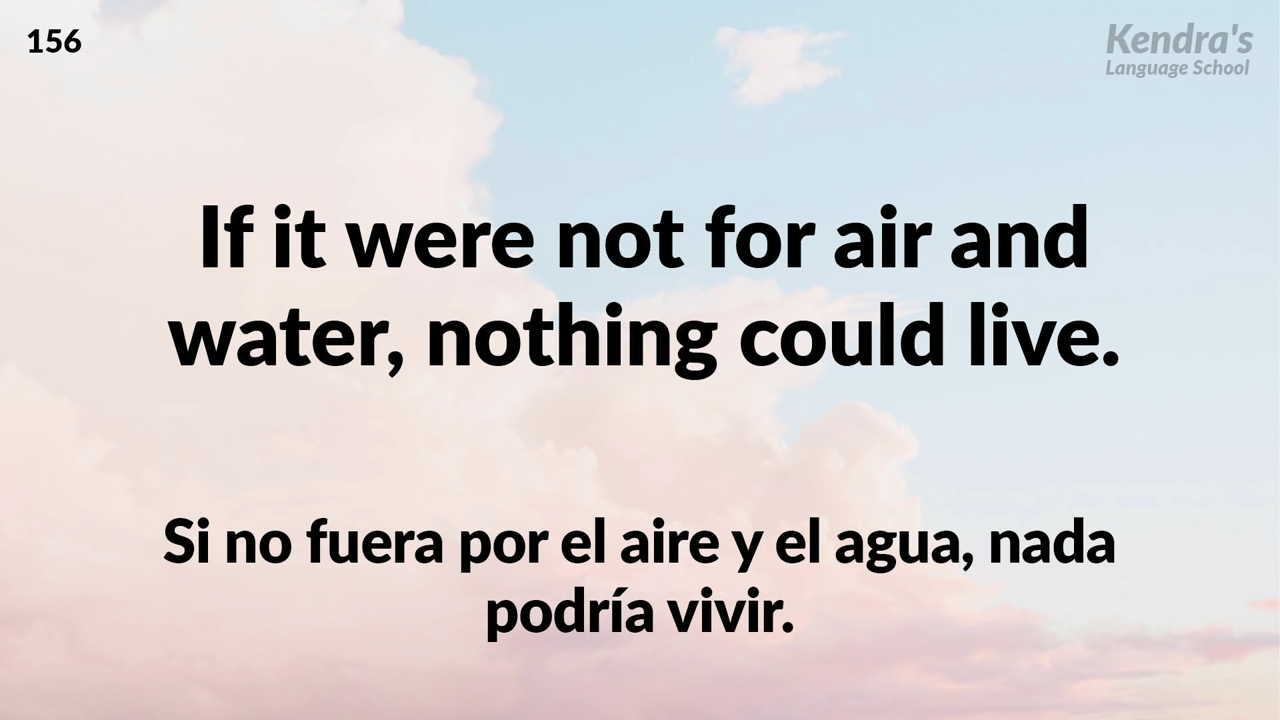 156
Kendra's
Language School
If it were not for air and
water, nothing could live.
Si no fuera por el aire y el agua, nada
podría vivir.